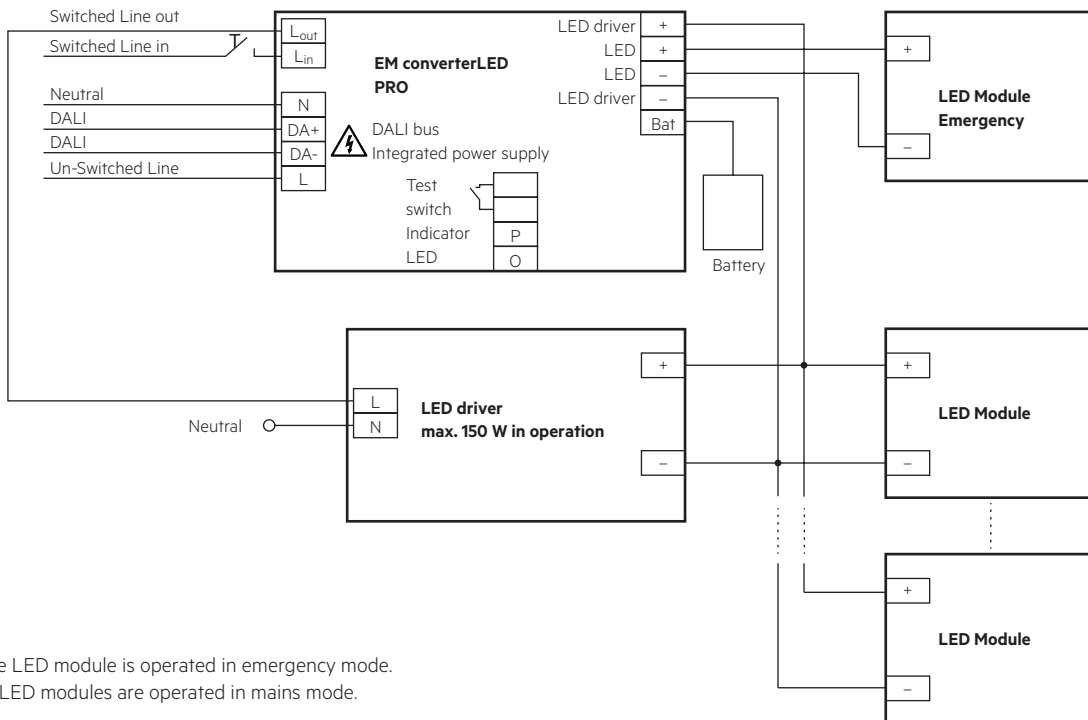 Switched Line out
Switched Line in
Neutral
DALI
DALI
Un-Switched Line
Lout
Lin
N
DA+
DA-
L
EM converterLED
PRO
DALI bus
Integrated power supply
Test
switch
Indicator
LED
P
O
LED driver +
LED +
LED –
LED driver –
Bat
Battery
+
–
LED Module
Emergency
Neutral
L
N
LED driver
max. 150 W in operation
+
–
+
–
LED Module
+
–
LED Module
LED module is operated in emergency mode.
LED modules are operated in mains mode.